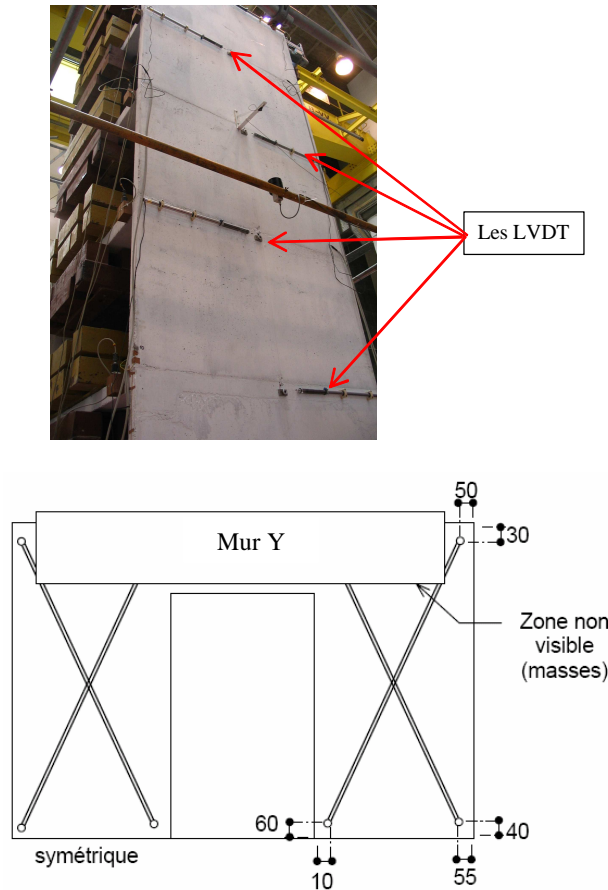 Les LVDT
50
30
Mur Y
Zone non
visible
(masses)
60
40
symétrique
10
55